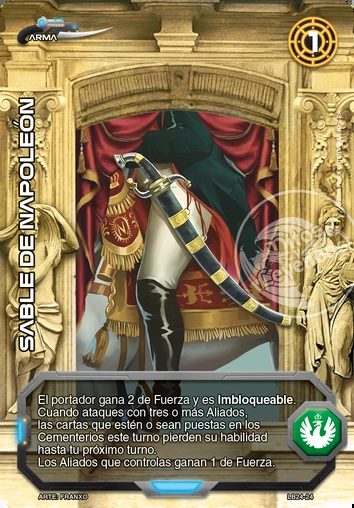 ARMA
1
SABLE DE NAPOLEÓN
N
El portador gana 2 de Fuerza y es Imbloqueable.
Cuando ataques con tres o más Aliados,
las cartas que estén o sean puestas en los
Cementerios este turno pierden su habilidad
hasta tu próximo turno.
Los Aliados que controlas ganan 1 de Fuerza.
ARTE: FRANXO
LB24-24